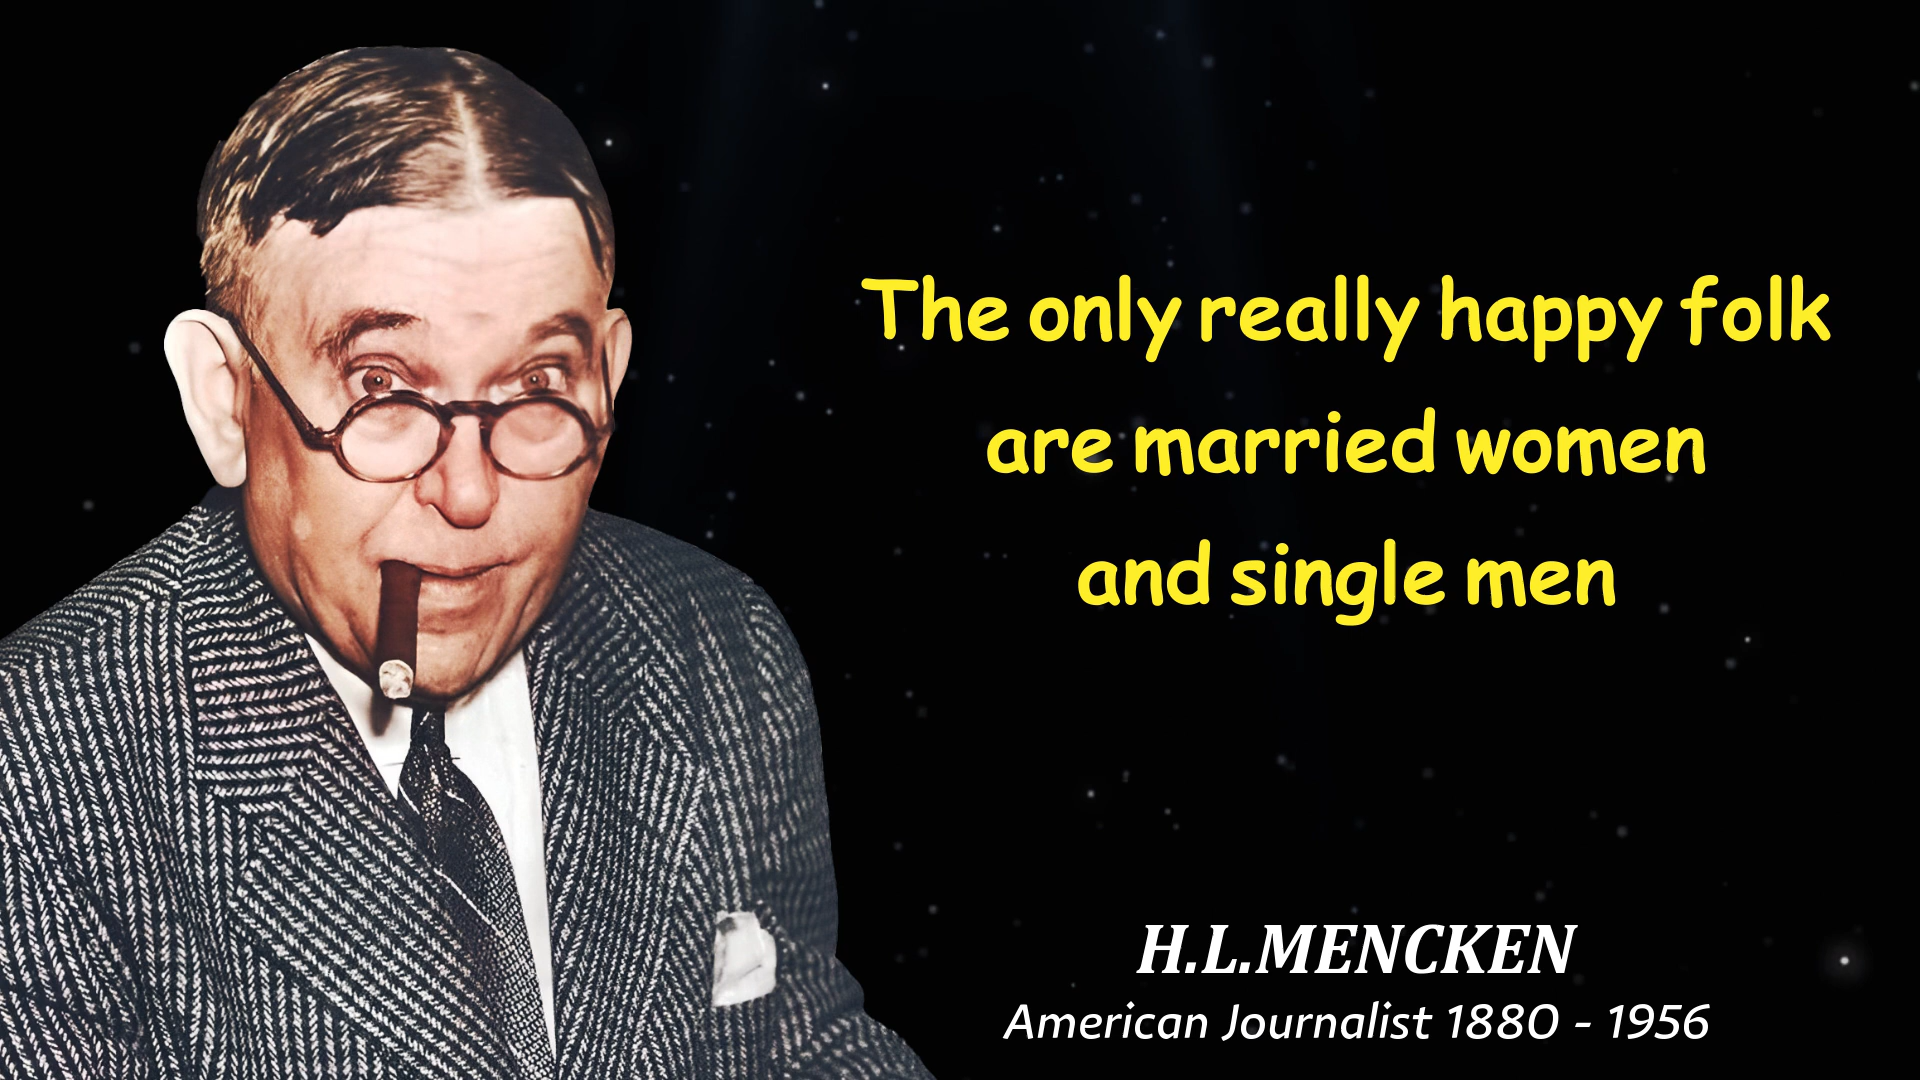 The only really happy folk
are married women
and single men
H.L.MENCKEN
American Journalist 1880 - 1956